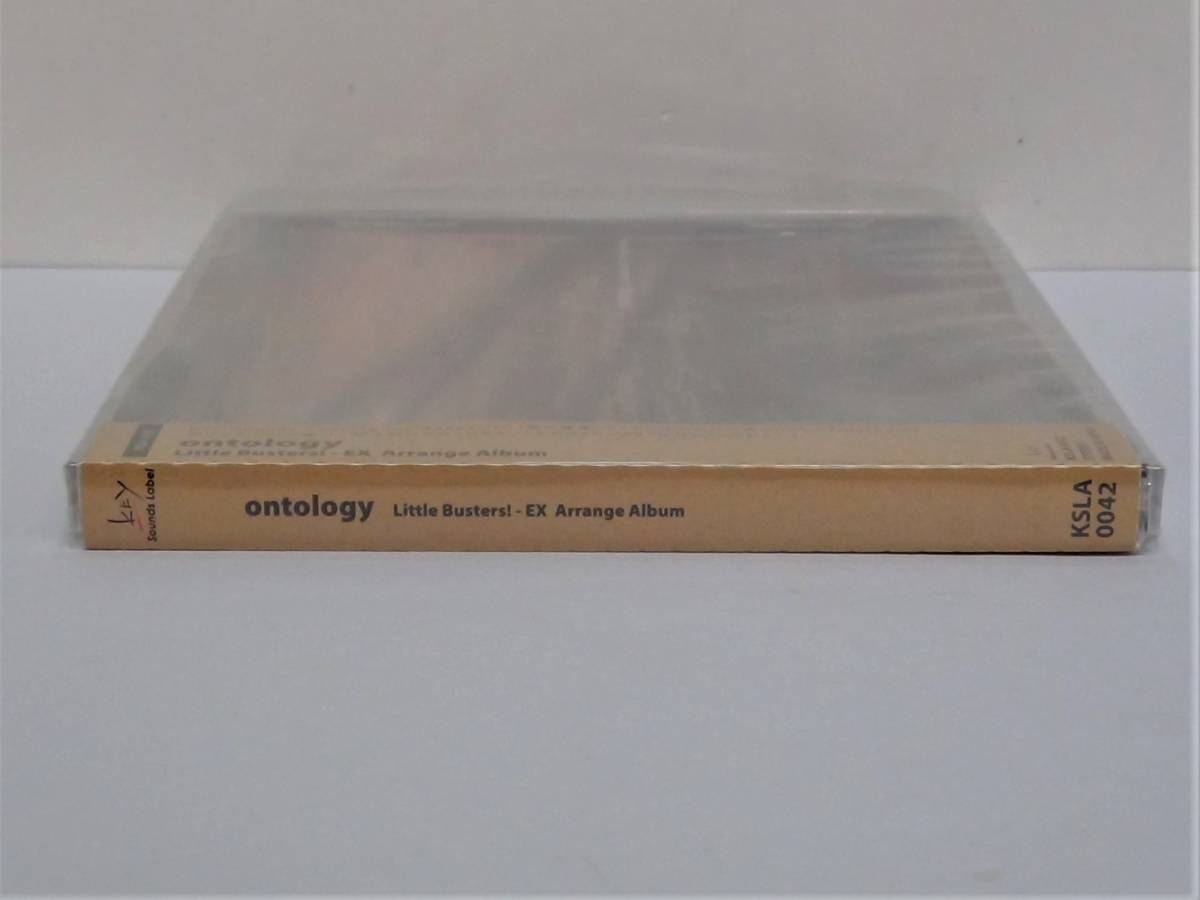 ontology
Little Busters! - EX Arrange Album
KEY
Sounds Label
ontology Little Busters! - EX Arrange Album
KSLA
0042